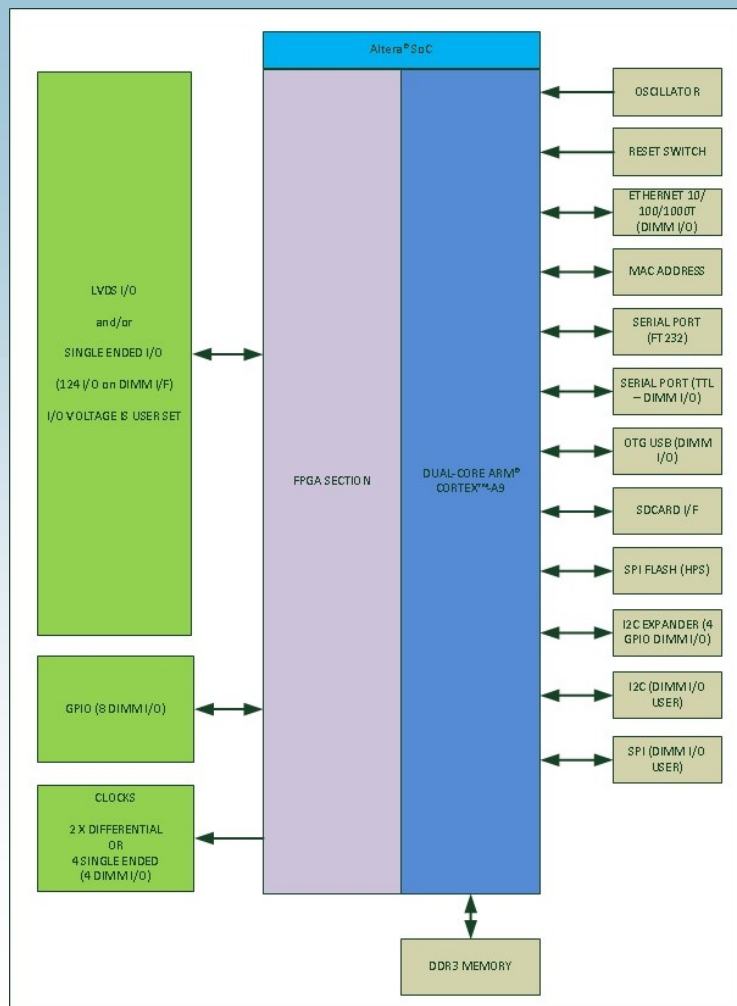 Altera® SoC
LVDS I/O
and/or
SINGLE ENDED I/O
(124 I/O on DIMM I/F)
I/O VOLTAGE IS USER SET
GPIO (8 DIMM I/O)
CLOCKS
2 X DIFFERENTIAL
OR
4 SINGLE ENDED
(4 DIMM I/O)
FPGA SECTION
DUAL-CORE ARM®
CORTEX™-A9
OSCILLATOR
RESET SWITCH
ETHERNET 10/
100/1000T
(DIMM I/O)
MAC ADDRESS
SERIAL PORT
(FT232)
SERIAL PORT (TTL
– DIMM I/O)
OTG USB (DIMM
I/O)
SDCARD I/F
SPI FLASH (HPS)
I2C EXPANDER (4
GPIO DIMM I/O)
I2C (DIMM I/O
USER)
SPI (DIMM I/O
USER)
DDR3 MEMORY